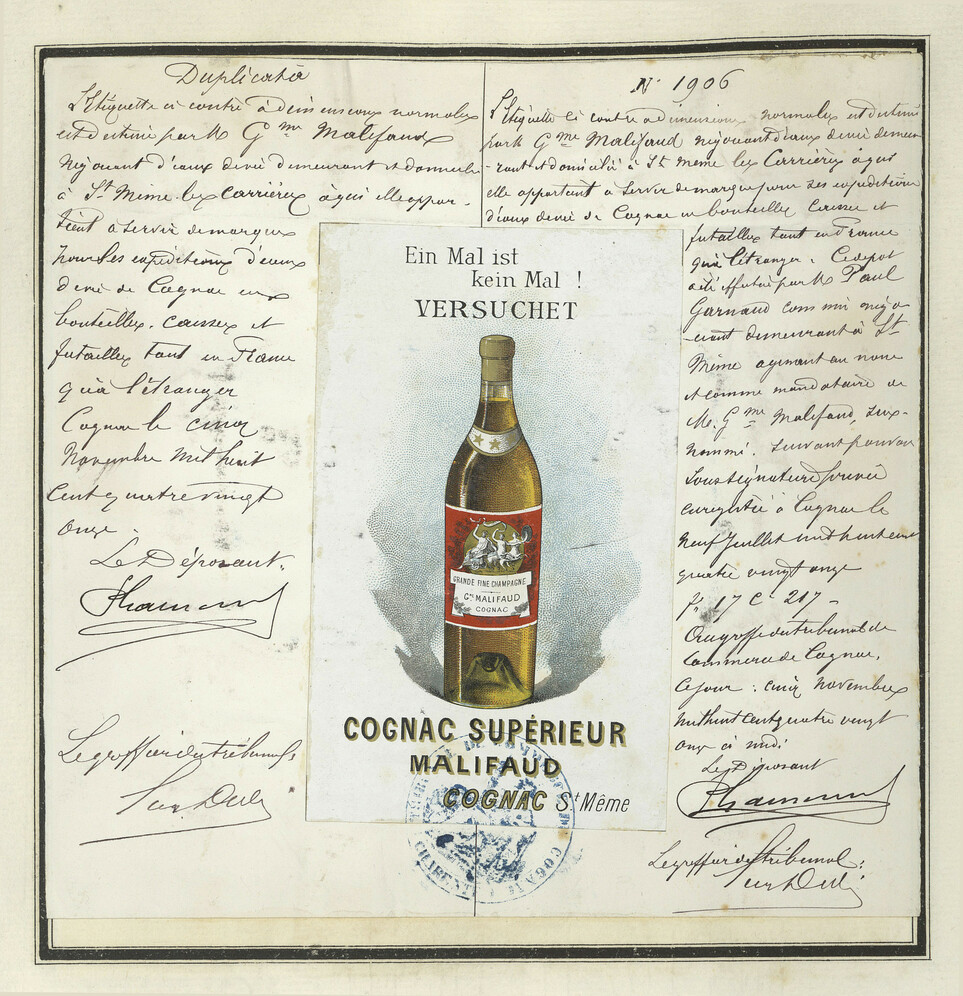 Duplicata
L'étiquette ci contre à dimensions normales
est destinée par M Gme Malifaud
négociant d'eaux de vie demeurant et domicilié
à St Même les Carrières à qui elle appar-
tient à servir de marque
pour ses expéditions d'eaux
de vie de Cognac en
bouteilles, caisses et
futailles tant en France
qu'à l'étranger
Cognac le cinq
Novembre mil huit
cent quatre vingt
onze.
Le Déposant.
Le greffier du tribunal
No 1906
L'étiquette ci contre à dimensions normales est destinée
par M Gme Malifaud négociant d'eaux de vie demeu-
-rant et domicilié à St Même les Carrières à qui
elle appartient à servir de marque pour ses expéditions
d'eaux de vie de Cognac en bouteilles caisses et
futailles tant en France
qu'à l'étranger. Ce depot
a été effectué par M Paul
Garnaud commis négo-
-ciant demeurant à St
Même agissant au nom
et comme mandataire de
M. Gme Malifaud, sus-
nommé. Suivant pouvoir
sous signature privée
enregistré à Cognac le
neuf Juillet mil huit cent
quatre vingt onze
fo 17 Co 217 -
Au greffe du tribunal de
Commerce de Cognac,
ce jour : cinq novembre
mil huit cent quatre vingt
onze à midi
Le Déposant
Le greffier du tribunal:
Ein Mal ist
kein Mal !
VERSUCHET
GRANDE FINE CHAMPAGNE
Gme MALIFAUD
COGNAC
COGNAC SUPÉRIEUR
MALIFAUD
COGNAC St Même